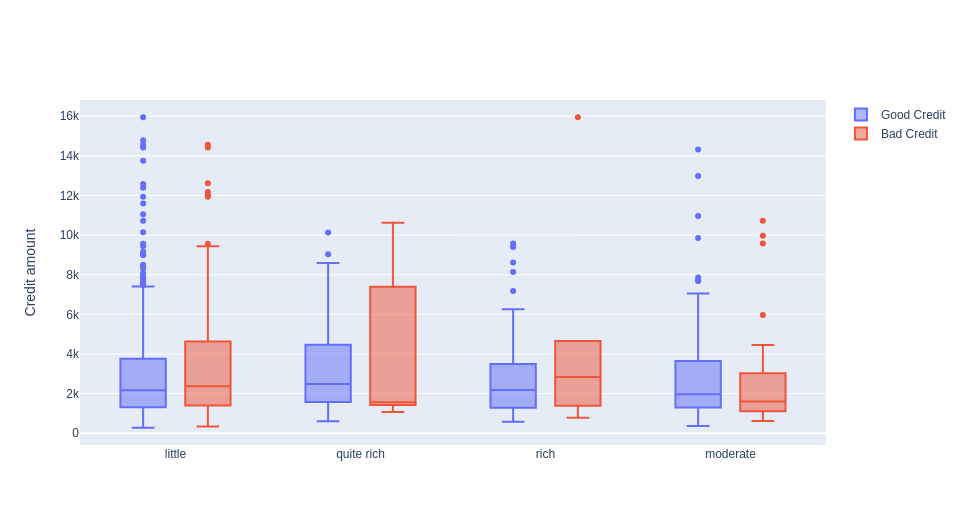 Good Credit
Bad Credit
Credit amount
16k
14k
12k
10k
8k
6k
4k
2k
0
little
quite rich
rich
moderate